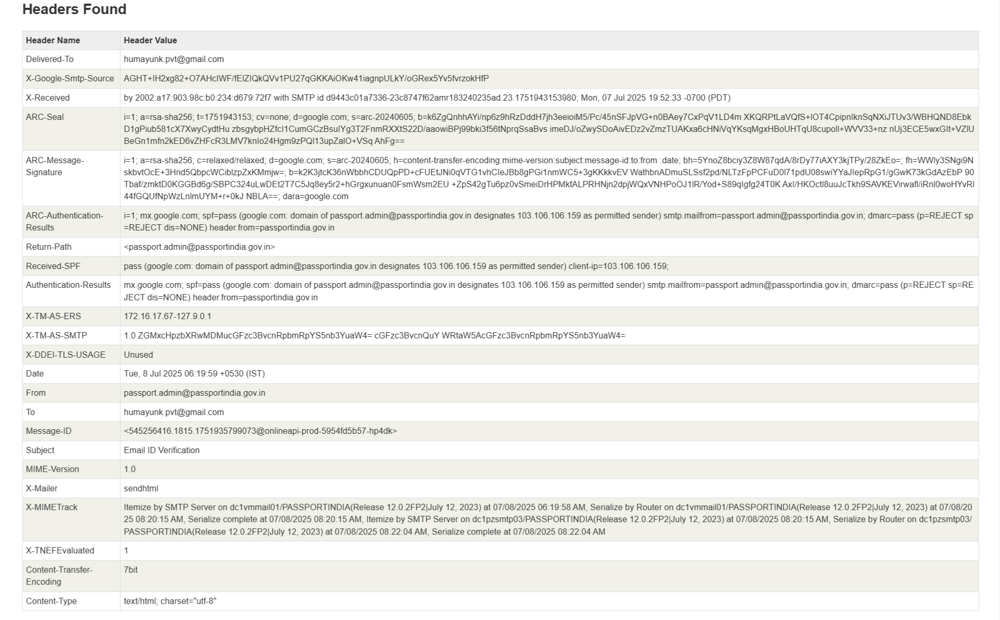 Headers Found
Header Name Header Value
Delivered-To humayunk.pvt@gmail.com
X-Google-Smtp-Source AGHT+IH2xg82+O7AHcIWF/fElZIQkQVv1PU27qGKKAiOKw41iagnpULkY/oGRex5Yv5fvrzokHfP
X-Received by 2002:a17:903:98c:b0:234:d679:72f7 with SMTP id d9443c01a7336-23c8747f62amr183240235ad.23.1751943153980; Mon, 07 Jul 2025 19:52:33 -0700 (PDT)
ARC-Seal i=1; a=rsa-sha256; t=1751943153; cv=none; d=google.com; s=arc-20240605; b=k6ZgQnhhAYi/np6z9hRzDddH7jh3eeioiM5/Pc/45nSFJpVG+n0BAey7CxPqV1LD4m XKQRPtLaVQfS+lOT4CpipnIknSqNXiJTUv3/WBHQND8Ebk
D1gPiub581cX7XwyCydtHu zbsgybpHZfcI1CumGCzBsuIYg3T2FnmRXXtS22D/aaowiBPj99bki3f56tNprqSsaBvs imeDJ/oZwySDoAivEDz2vZmzTUAKxa6cHNiVqYKsqMgxHBoUHTqU8cupoll+WVV33+nz nUj3ECE5wxGIt+VZlU
BeGn1mfn2kED6vZHFcR3LMV7knIo24Hgm9zPQl13upZalO+VSq AhFg==
ARC-Message-
Signature
i=1; a=rsa-sha256; c=relaxed/relaxed; d=google.com; s=arc-20240605; h=content-transfer-encoding:mime-version:subject:message-id:to:from :date; bh=5YnoZ8bciy3Z8W87qdA/8rDy77iAXY3kjTPy/28ZkEo=; fh=WWly3SNgi9N
skbvtOcE+3Hnd5QbpcWCiblzpZxKMmjw=; b=k2K3jtcK36nWbbhCDUQpPD+cFUEtJNi0qVTG1vhCIeJBb8gPGi1nmWC5+3gKKkkvEV WathbnADmuSLSsf2pd/NLTzFpPCFuD0l71pdU08swiYYaJlepRpG1/gGwK73kGdAzEbP 90
Tbaf/zmktD0KGGBd6g/SBPC324uLwDEt2T7C5Jq8ey5r2+hGrgxunuan0FsmWsm2EU +ZpS42gTu6pz0vSmeiDrHPMkfALPRHNjn2dpjWQxVNHPoOJ1lR/Yod+S89qIgfg24T0K AxI/HKOctl8uuJcTkh9SAVKEVirwafl/iRnI0woHYvRI
44fGQUfNpWzLnlmUYM+r+0kJ NBLA==; dara=google.com
ARC-Authentication-
Results
i=1; mx.google.com; spf=pass (google.com: domain of passport.admin@passportindia.gov.in designates 103.106.106.159 as permitted sender) smtp.mailfrom=passport.admin@passportindia.gov.in; dmarc=pass (p=REJECT sp
=REJECT dis=NONE) header.from=passportindia.gov.in
Return-Path <passport.admin@passportindia.gov.in>
Received-SPF pass (google.com: domain of passport.admin@passportindia.gov.in designates 103.106.106.159 as permitted sender) client-ip=103.106.106.159;
Authentication-Results mx.google.com; spf=pass (google.com: domain of passport.admin@passportindia.gov.in designates 103.106.106.159 as permitted sender) smtp.mailfrom=passport.admin@passportindia.gov.in; dmarc=pass (p=REJECT sp=RE
JECT dis=NONE) header.from=passportindia.gov.in
X-TM-AS-ERS 172.16.17.67-127.9.0.1
X-TM-AS-SMTP 1.0 ZGMxcHpzbXRwMDMucGFzc3BvcnRpbmRpYS5nb3YuaW4= cGFzc3BvcnQuY WRtaW5AcGFzc3BvcnRpbmRpYS5nb3YuaW4=
X-DDEI-TLS-USAGE Unused
Date Tue, 8 Jul 2025 06:19:59 +0530 (IST)
From passport.admin@passportindia.gov.in
To humayunk.pvt@gmail.com
Message-ID <545256416.1815.1751935799073@onlineapi-prod-5954fd5b57-hp4dk>
Subject Email ID Verification
MIME-Version 1.0
X-Mailer sendhtml
X-MIMETrack Itemize by SMTP Server on dc1vmmail01/PASSPORTINDIA(Release 12.0.2FP2|July 12, 2023) at 07/08/2025 06:19:58 AM, Serialize by Router on dc1vmmail01/PASSPORTINDIA(Release 12.0.2FP2|July 12, 2023) at 07/08/20
25 08:20:15 AM, Serialize complete at 07/08/2025 08:20:15 AM, Itemize by SMTP Server on dc1pzsmtp03/PASSPORTINDIA(Release 12.0.2FP2|July 12, 2023) at 07/08/2025 08:20:15 AM, Serialize by Router on dc1pzsmtp03/
PASSPORTINDIA(Release 12.0.2FP2|July 12, 2023) at 07/08/2025 08:22:04 AM, Serialize complete at 07/08/2025 08:22:04 AM
X-TNEFEvaluated 1
Content-Transfer-
Encoding
7bit
Content-Type text/html; charset="utf-8"